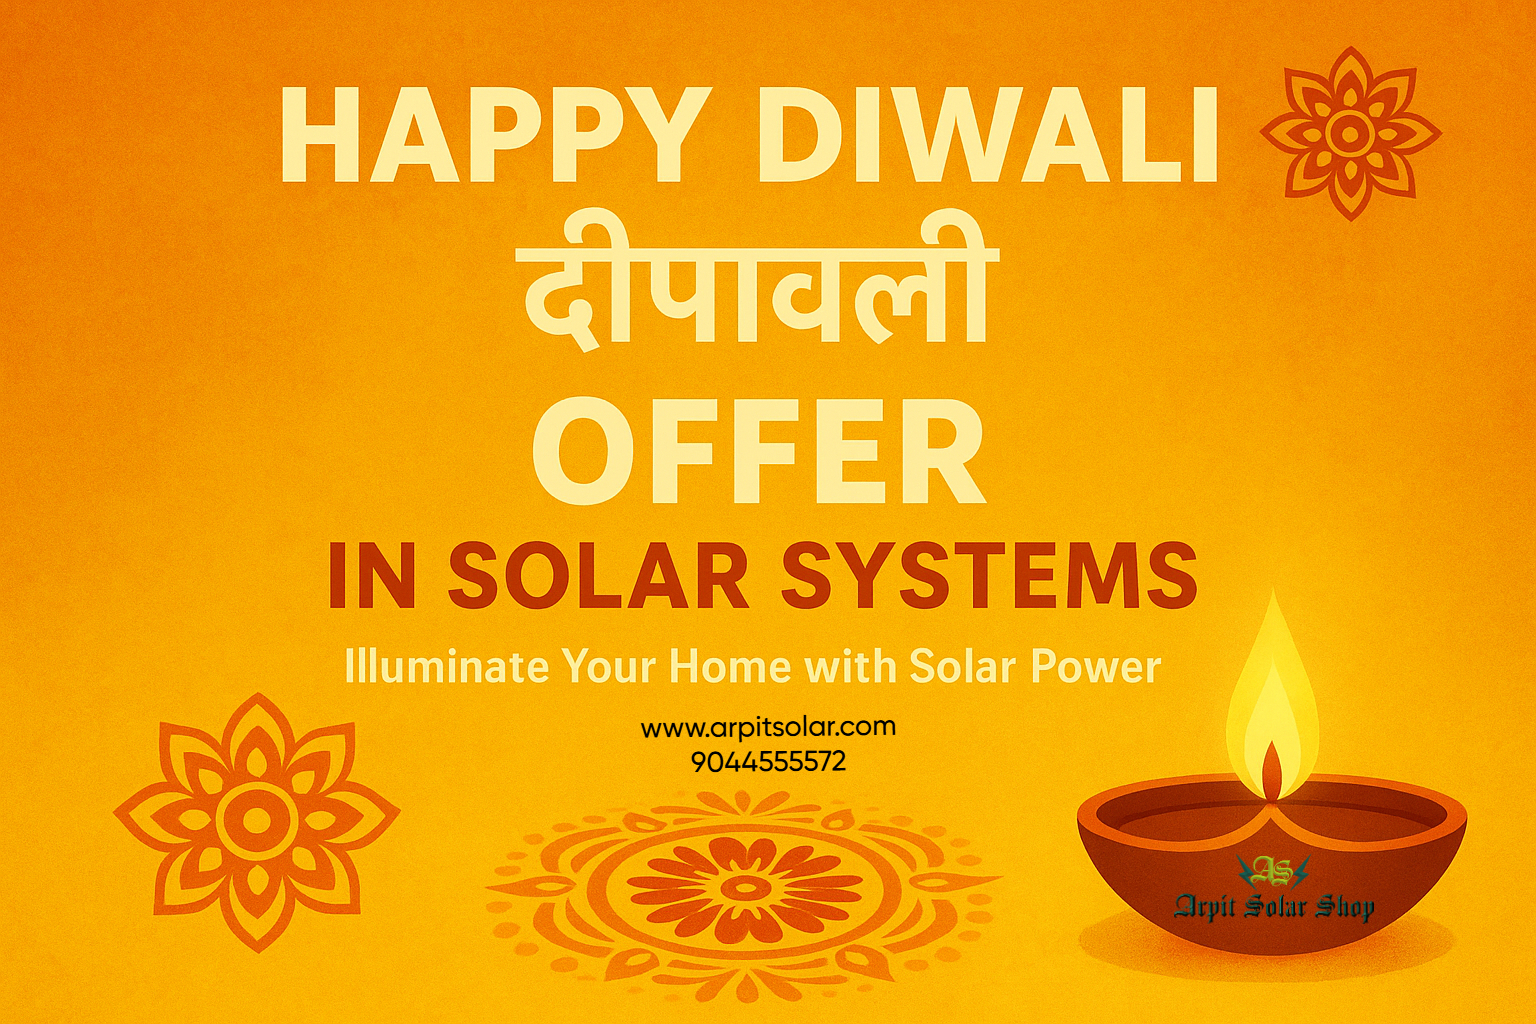 HAPPY DIWALI
दीपावली
OFFER
IN SOLAR SYSTEMS
Illuminate Your Home with Solar Power
www.arpitsolar.com
9044555572
AS
Arpit Solar Shop